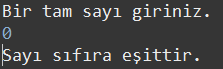 Bir tam sayı giriniz.
0
Sayı sıfıra eşittir.